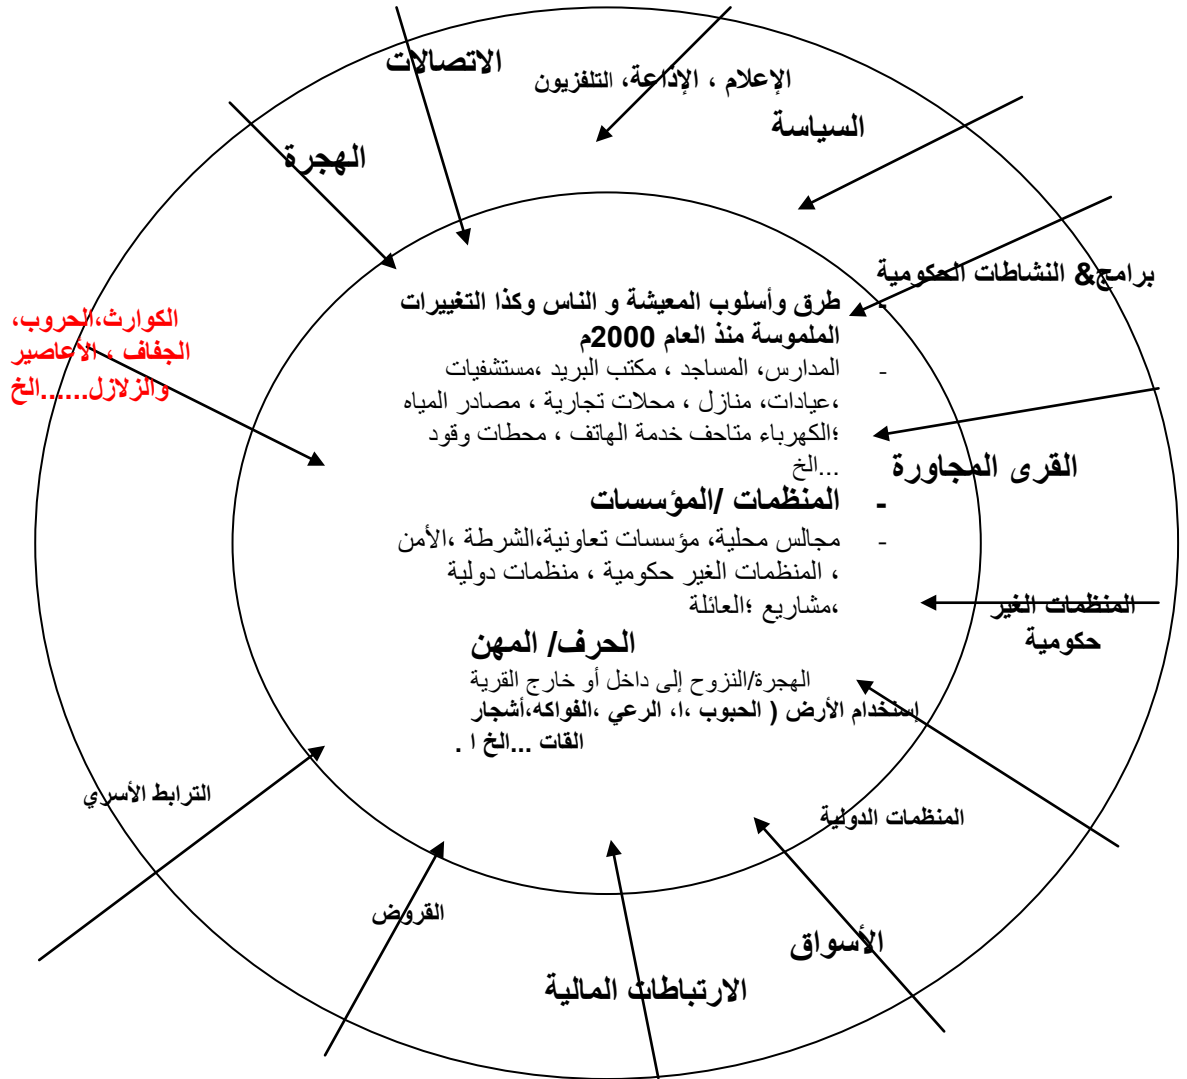 الاتصالات
الإعلام ، الإذاعة، التلفزيون
السياسة
الهجرة
برامج& النشاطات الحكومية
الكوارث،الحروب،
الجفاف ، الأعاصير
والزلازل......الخ
- طرق وأسلوب المعيشة و الناس وكذا التغييرات
الملموسة منذ العام 2000م
- المدارس، المساجد ، مكتب البريد ،مستشفيات
،عيادات، منازل ، محلات تجارية ، مصادر المياه
؛الكهرباء متاحف خدمة الهاتف ، محطات وقود
...الخ
- المنظمات /المؤسسات
- مجالس محلية، مؤسسات تعاونية،الشرطة ،الأمن
، المنظمات الغير حكومية ، منظمات دولية
،مشاريع ؛العائلة
الحرف/ المهن
الهجرة/النزوح إلى داخل أو خارج القرية
إستخدام الأرض ( الحبوب ،ا، الرعي ،الفواكه،أشجار
القات ...الخ ا .
القرى المجاورة
المنظمات الغير
حكومية
المنظمات الدولية
الترابط الأسري
القروض
الأسواق
الارتباطات المالية